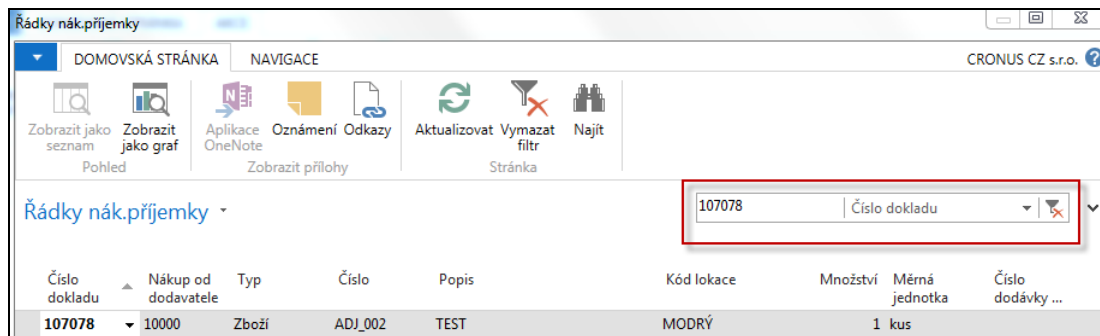 Řádky nák.příjemky
DOMOVSKÁ STRÁNKA NAVIGACE CRONUS CZ s.r.o.
Zobrazit jako seznam Zobrazit jako graf Aplikace OneNote Oznámení Odkazy Aktualizovat Vymazat filtr Najít
Pohled Zobrazit přílohy Stránka
Řádky nák.příjemky 107078 Číslo dokladu
Číslo dokladu Nákup od dodavatele Typ Číslo Popis Kód lokace Množství Měrná jednotka Číslo dodávky ...
107078 10000 Zboží ADJ_002 TEST MODRÝ 1 kus